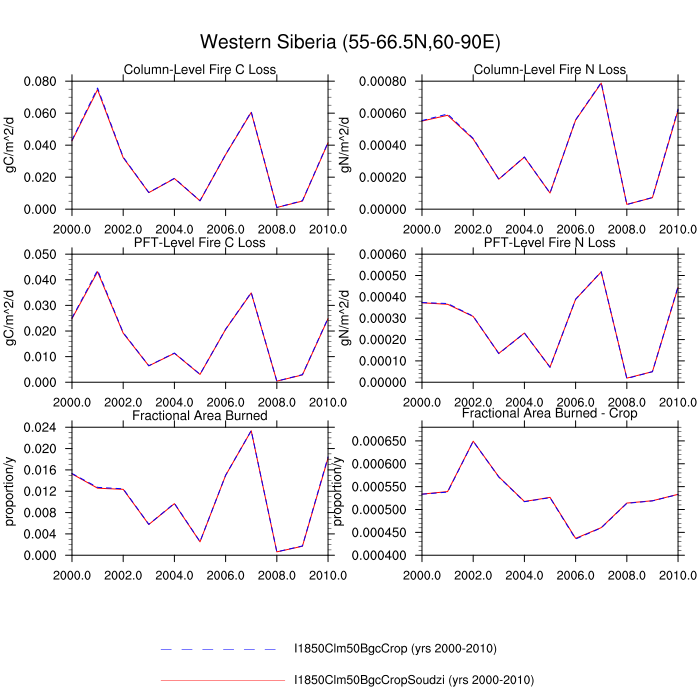 Western Siberia (55-66.5N,60-90E)
Column-Level Fire C Loss
gC/m^2/d
0.080
0.060
0.040
0.020
0.000
2000.0 2002.0 2004.0 2006.0 2008.0 2010.0
Column-Level Fire N Loss
gN/m^2/d
0.00080
0.00060
0.00040
0.00020
0.00000
2000.0 2002.0 2004.0 2006.0 2008.0 2010.0
PFT-Level Fire C Loss
gC/m^2/d
0.050
0.040
0.030
0.020
0.010
0.000
2000.0 2002.0 2004.0 2006.0 2008.0 2010.0
PFT-Level Fire N Loss
gN/m^2/d
0.00060
0.00050
0.00040
0.00030
0.00020
0.00010
0.00000
2000.0 2002.0 2004.0 2006.0 2008.0 2010.0
Fractional Area Burned
proportion/y
0.024
0.020
0.016
0.012
0.008
0.004
0.000
2000.0 2002.0 2004.0 2006.0 2008.0 2010.0
Fractional Area Burned - Crop
proportion/y
0.000650
0.000600
0.000550
0.000500
0.000450
0.000400
2000.0 2002.0 2004.0 2006.0 2008.0 2010.0
I1850Clm50BgcCrop (yrs 2000-2010)
I1850Clm50BgcCropSoudzi (yrs 2000-2010)